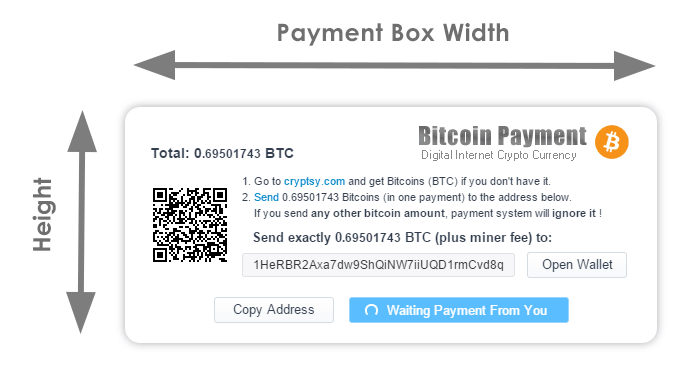 Payment Box Width
Height
Bitcoin Payment
Digital Internet Crypto Currency
Total: 0.69501743 BTC
1. Go to cryptsy.com and get Bitcoins (BTC) if you don't have it.
2. Send 0.69501743 Bitcoins (in one payment) to the address below.
If you send any other bitcoin amount, payment system will ignore it !
Send exactly 0.69501743 BTC (plus miner fee) to:
1HeRBR2Axa7dw9ShQiNW7iiUQD1rmCvd8q
Open Wallet
Copy Address
Waiting Payment From You